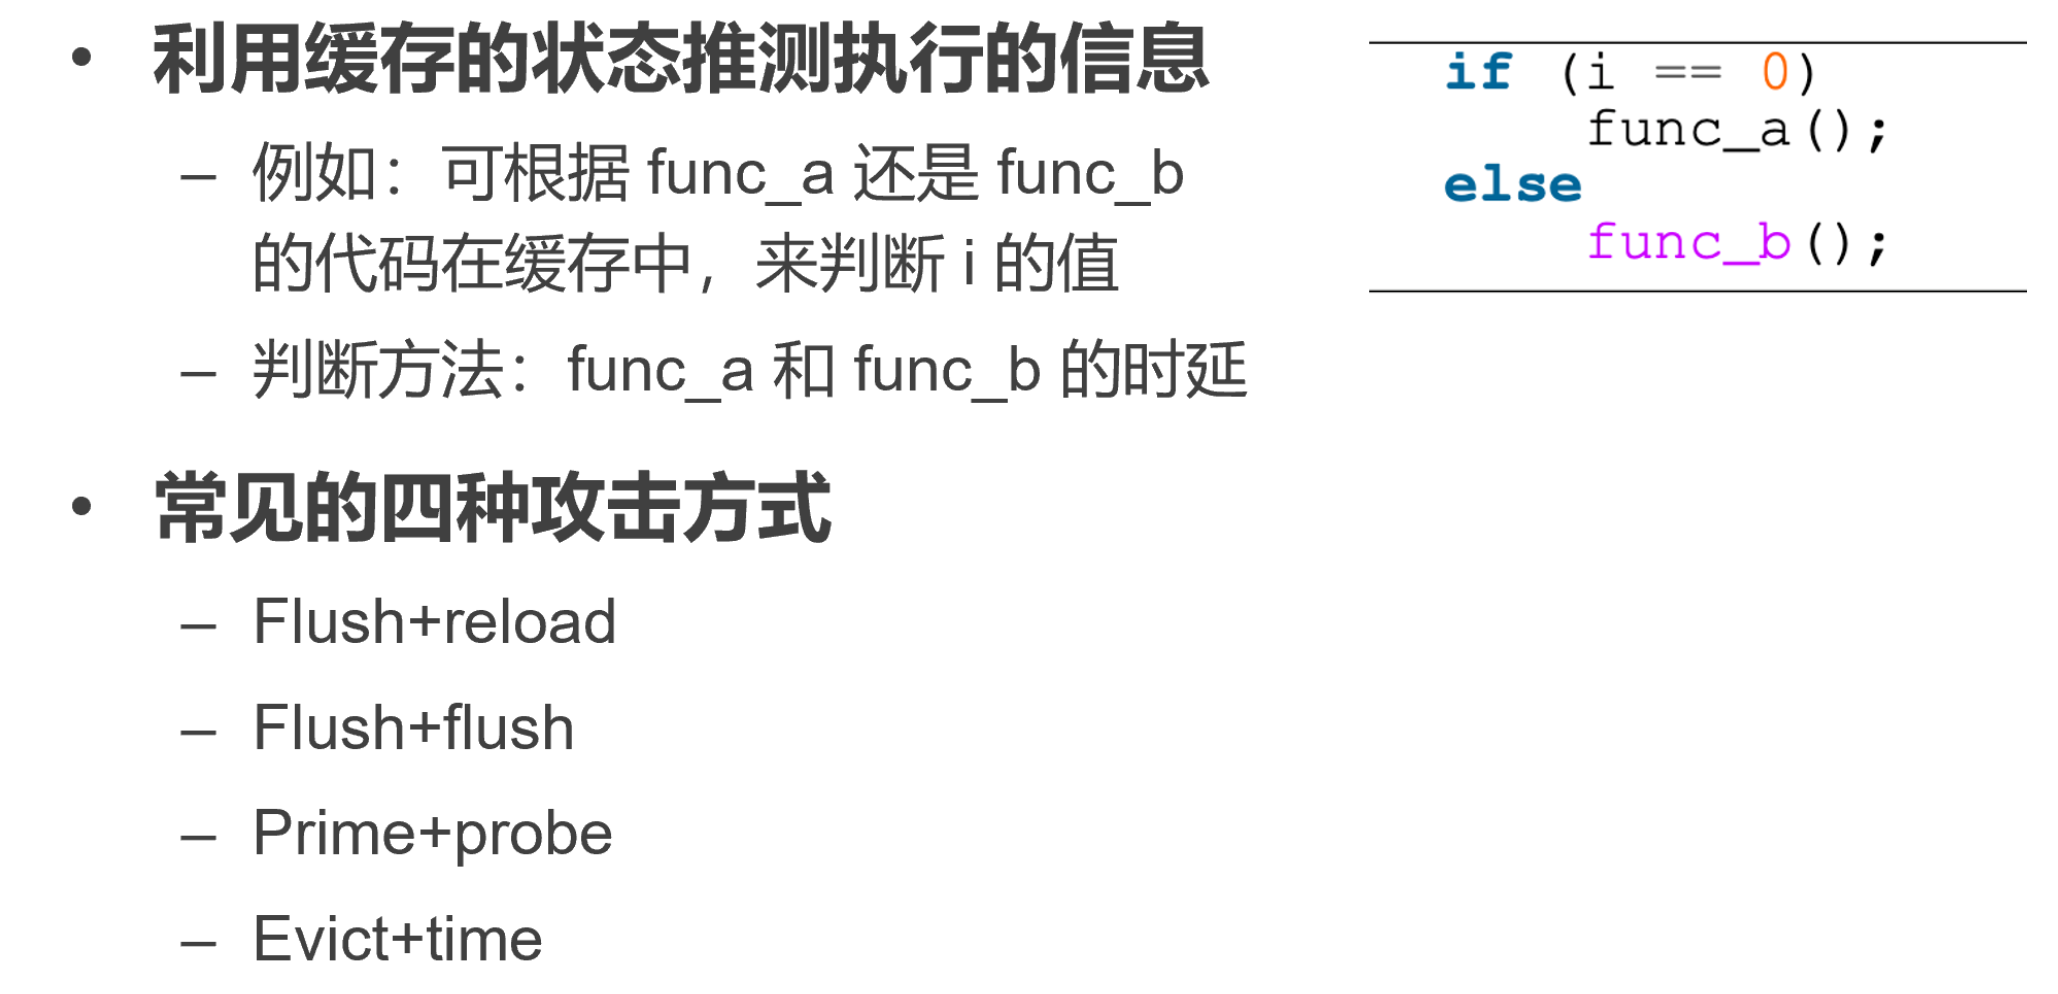 • 利用缓存的状态推测执行的信息
– 例如：可根据 func_a 还是 func_b
的代码在缓存中，来判断 i 的值
– 判断方法：func_a 和 func_b 的时延
• 常见的四种攻击方式
– Flush+reload
– Flush+flush
– Prime+probe
– Evict+time
if (i == 0)
func_a();
else
func_b();